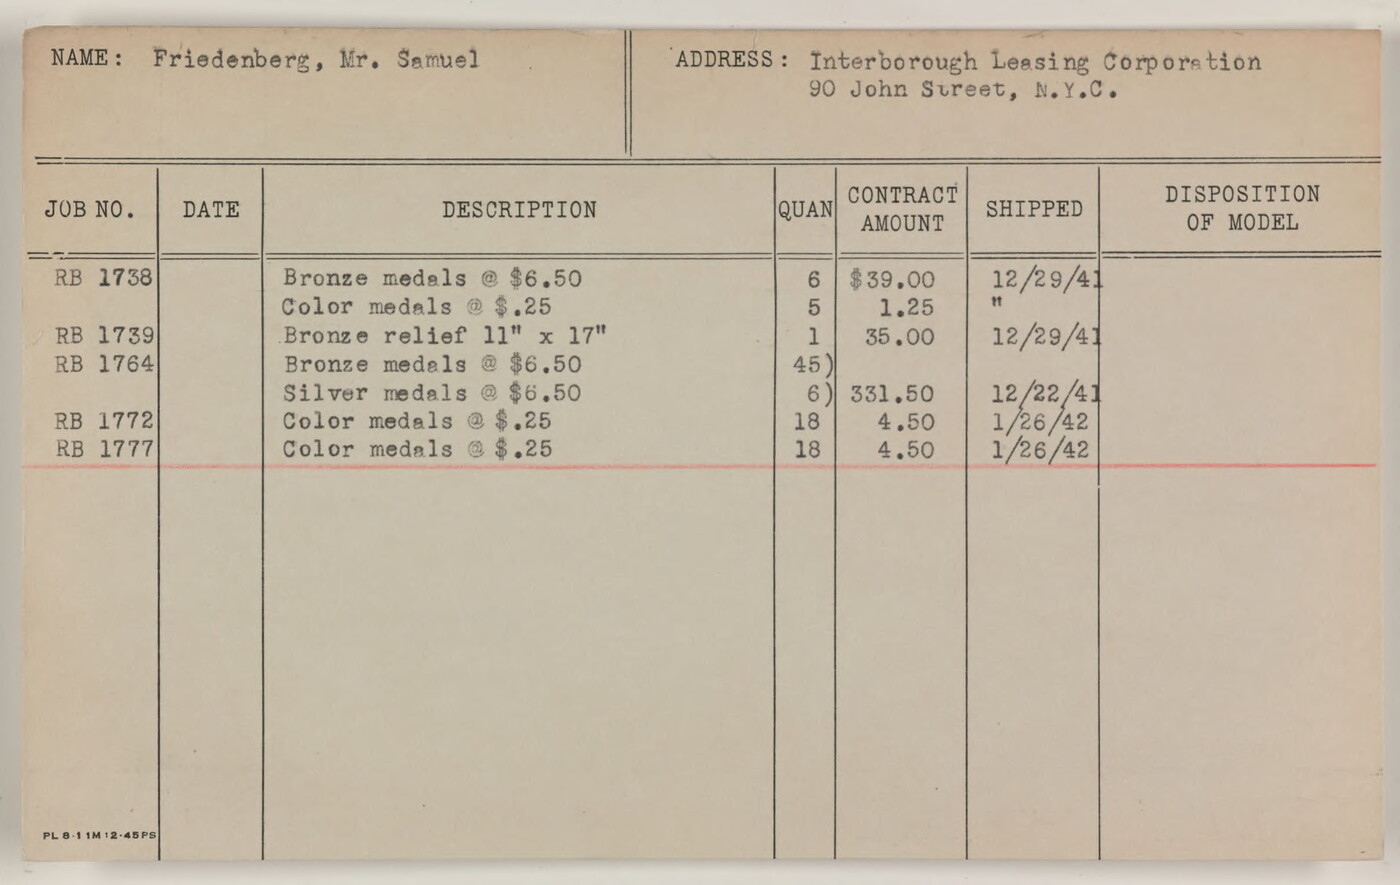 NAME: Friedenberg, Mr. Samuel
ADDRESS: Interborough Leasing Corporation
90 John Street, N.Y.C.
JOB NO. DATE DESCRIPTION QUAN CONTRACT AMOUNT SHIPPED DISPOSITION OF MODEL
RB 1738 Bronze medals @ $6.50 6 $39.00 12/29/41
Color medals @ $.25 5 1.25 "
RB 1739 Bronze relief 11" x 17" 1 35.00 12/29/41
RB 1764 Bronze medals @ $6.50 45)
Silver medals @ $6.50 6) 331.50 12/22/41
RB 1772 Color medals @ $.25 18 4.50 1/26/42
RB 1777 Color medals @ $.25 18 4.50 1/26/42
PL 8-1 1M 12-45 PS